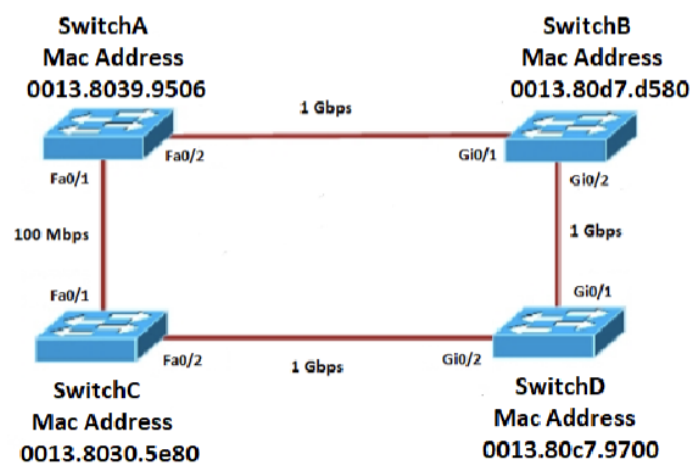 SwitchA
Mac Address
0013.8039.9506
SwitchB
Mac Address
0013.80d7.d580
1 Gbps
Fa0/2
Gi0/1
Fa0/1
Gi0/2
100 Mbps
1 Gbps
Fa0/1
Gi0/1
Fa0/2
Gi0/2
1 Gbps
SwitchC
Mac Address
0013.8030.5e80
SwitchD
Mac Address
0013.80c7.9700